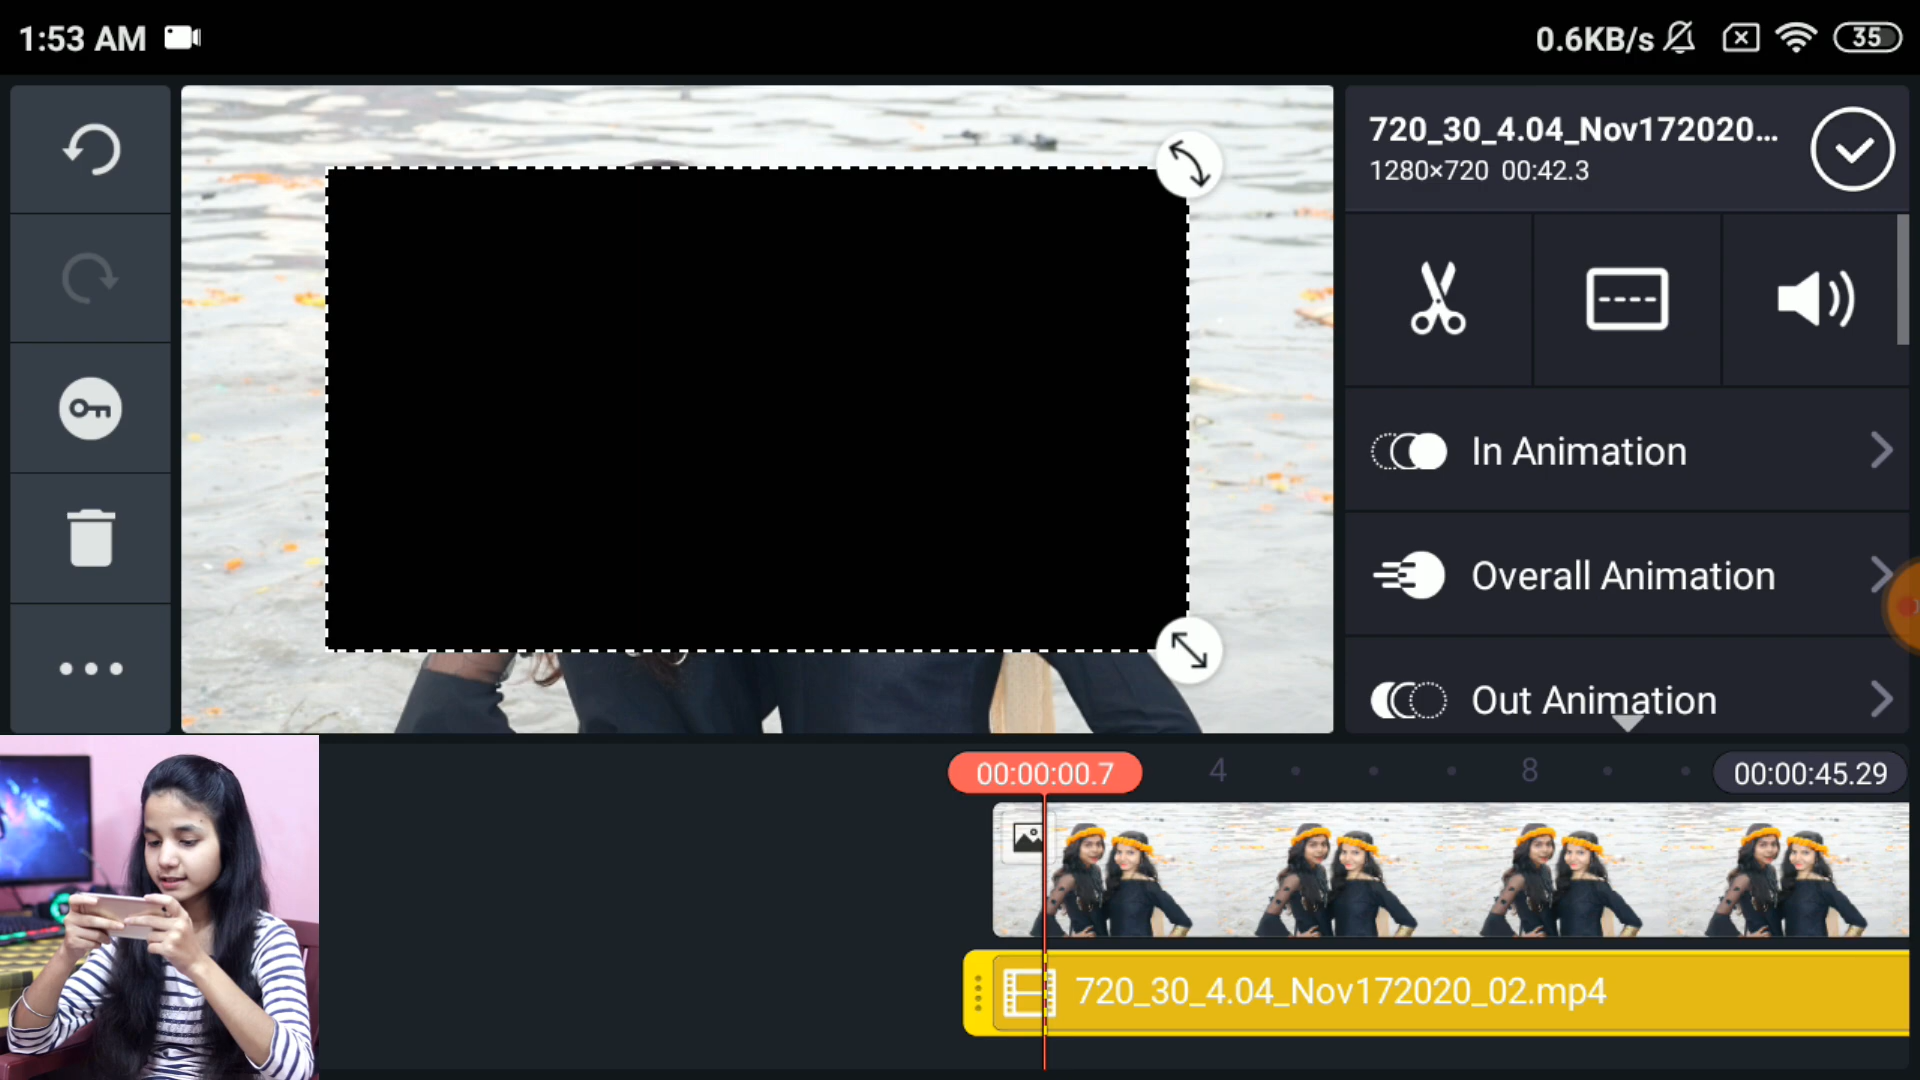 1:53 AM
0.6KB/s
35
720_30_4.04_Nov172020...
1280×720 00:42.3
In Animation
Overall Animation
Out Animation
00:00:00.7
4
8
00:00:45.29
720_30_4.04_Nov172020_02.mp4